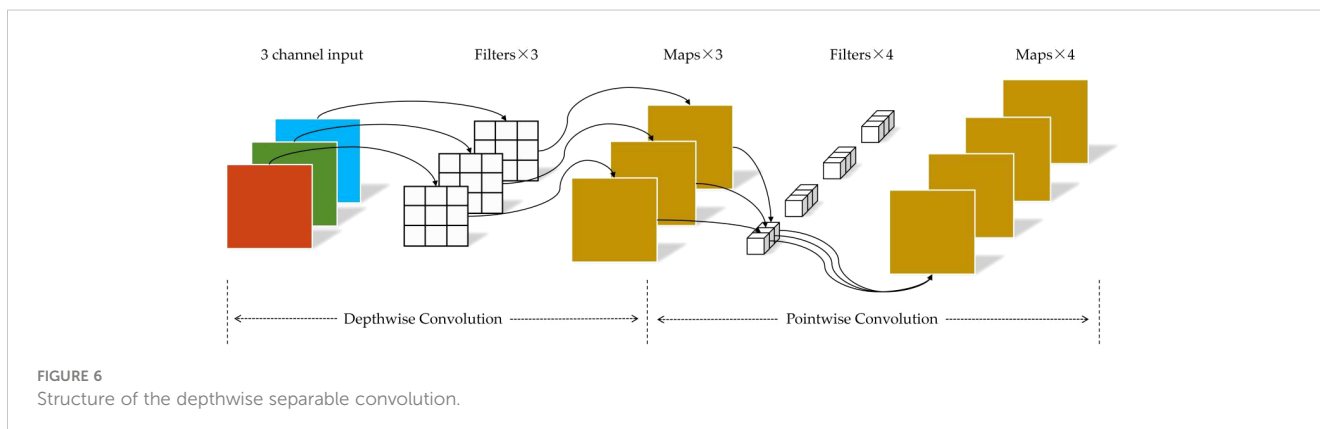 3 channel input Filters×3 Maps×3 Filters×4 Maps×4
Depthwise Convolution Pointwise Convolution
FIGURE 6
Structure of the depthwise separable convolution.